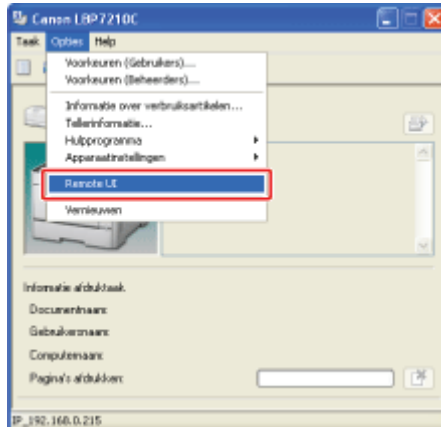 Canon LBP7210C
Taak Opties Help
Voorkeuren (Gebruikers)...
Voorkeuren (Beheerders)...
Informatie over verbruiksartikelen...
Tellerinformatie...
Hulpprogramma
Apparaatinstellingen
Remote UI
Vernieuwen
Informatie afdruktaak
Documentnaam:
Gebruikersnaam:
Computernaam:
Pagina's afdrukken:
IP_192.168.0.215